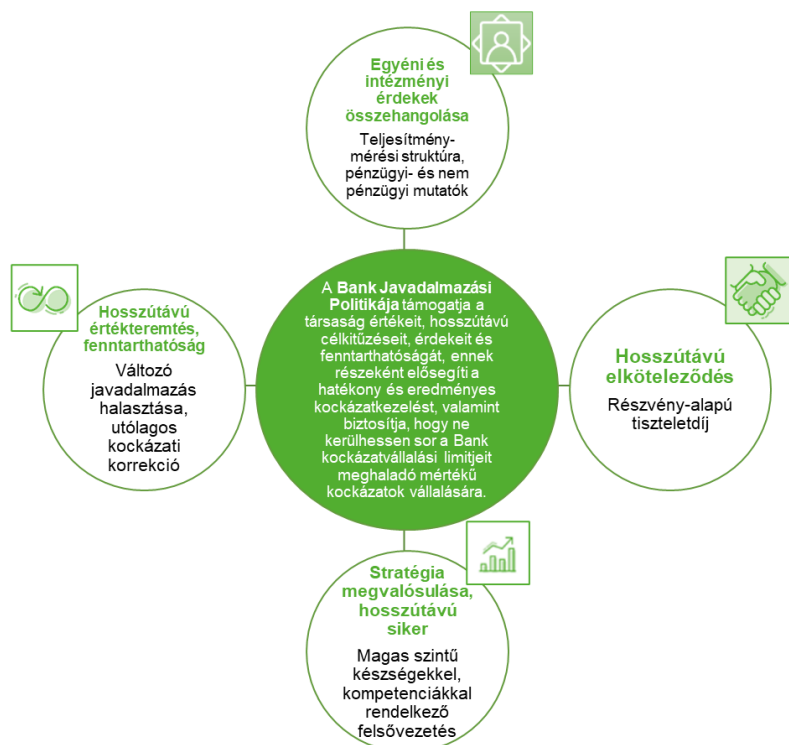 Egyéni és
intézményi
érdekek
összehangolása
Teljesítmény-
mérési struktúra,
pénzügyi- és nem
pénzügyi mutatók
Hosszútávú
értékteremtés,
fenntarthatóság
Változó
javadalmazás
halasztása,
utólagos
kockázati
korrekció
A Bank Javadalmazási
Politikája támogatja a
társaság értékeit, hosszútávú
célkitűzéseit, érdekeit és
fenntarthatóságát, ennek
részeként elősegíti a
hatékony és eredményes
kockázatkezelést, valamint
biztosítja, hogy ne
kerülhessen sor a Bank
kockázatvállalási limitjeit
meghaladó mértékű
kockázatok vállalására.
Hosszútávú
elköteleződés
Részvény-alapú
tiszteletdíj
Stratégia
megvalósulása,
hosszútávú
siker
Magas szintű
készségekkel,
kompetenciákkal
rendelkező
felsővezetés